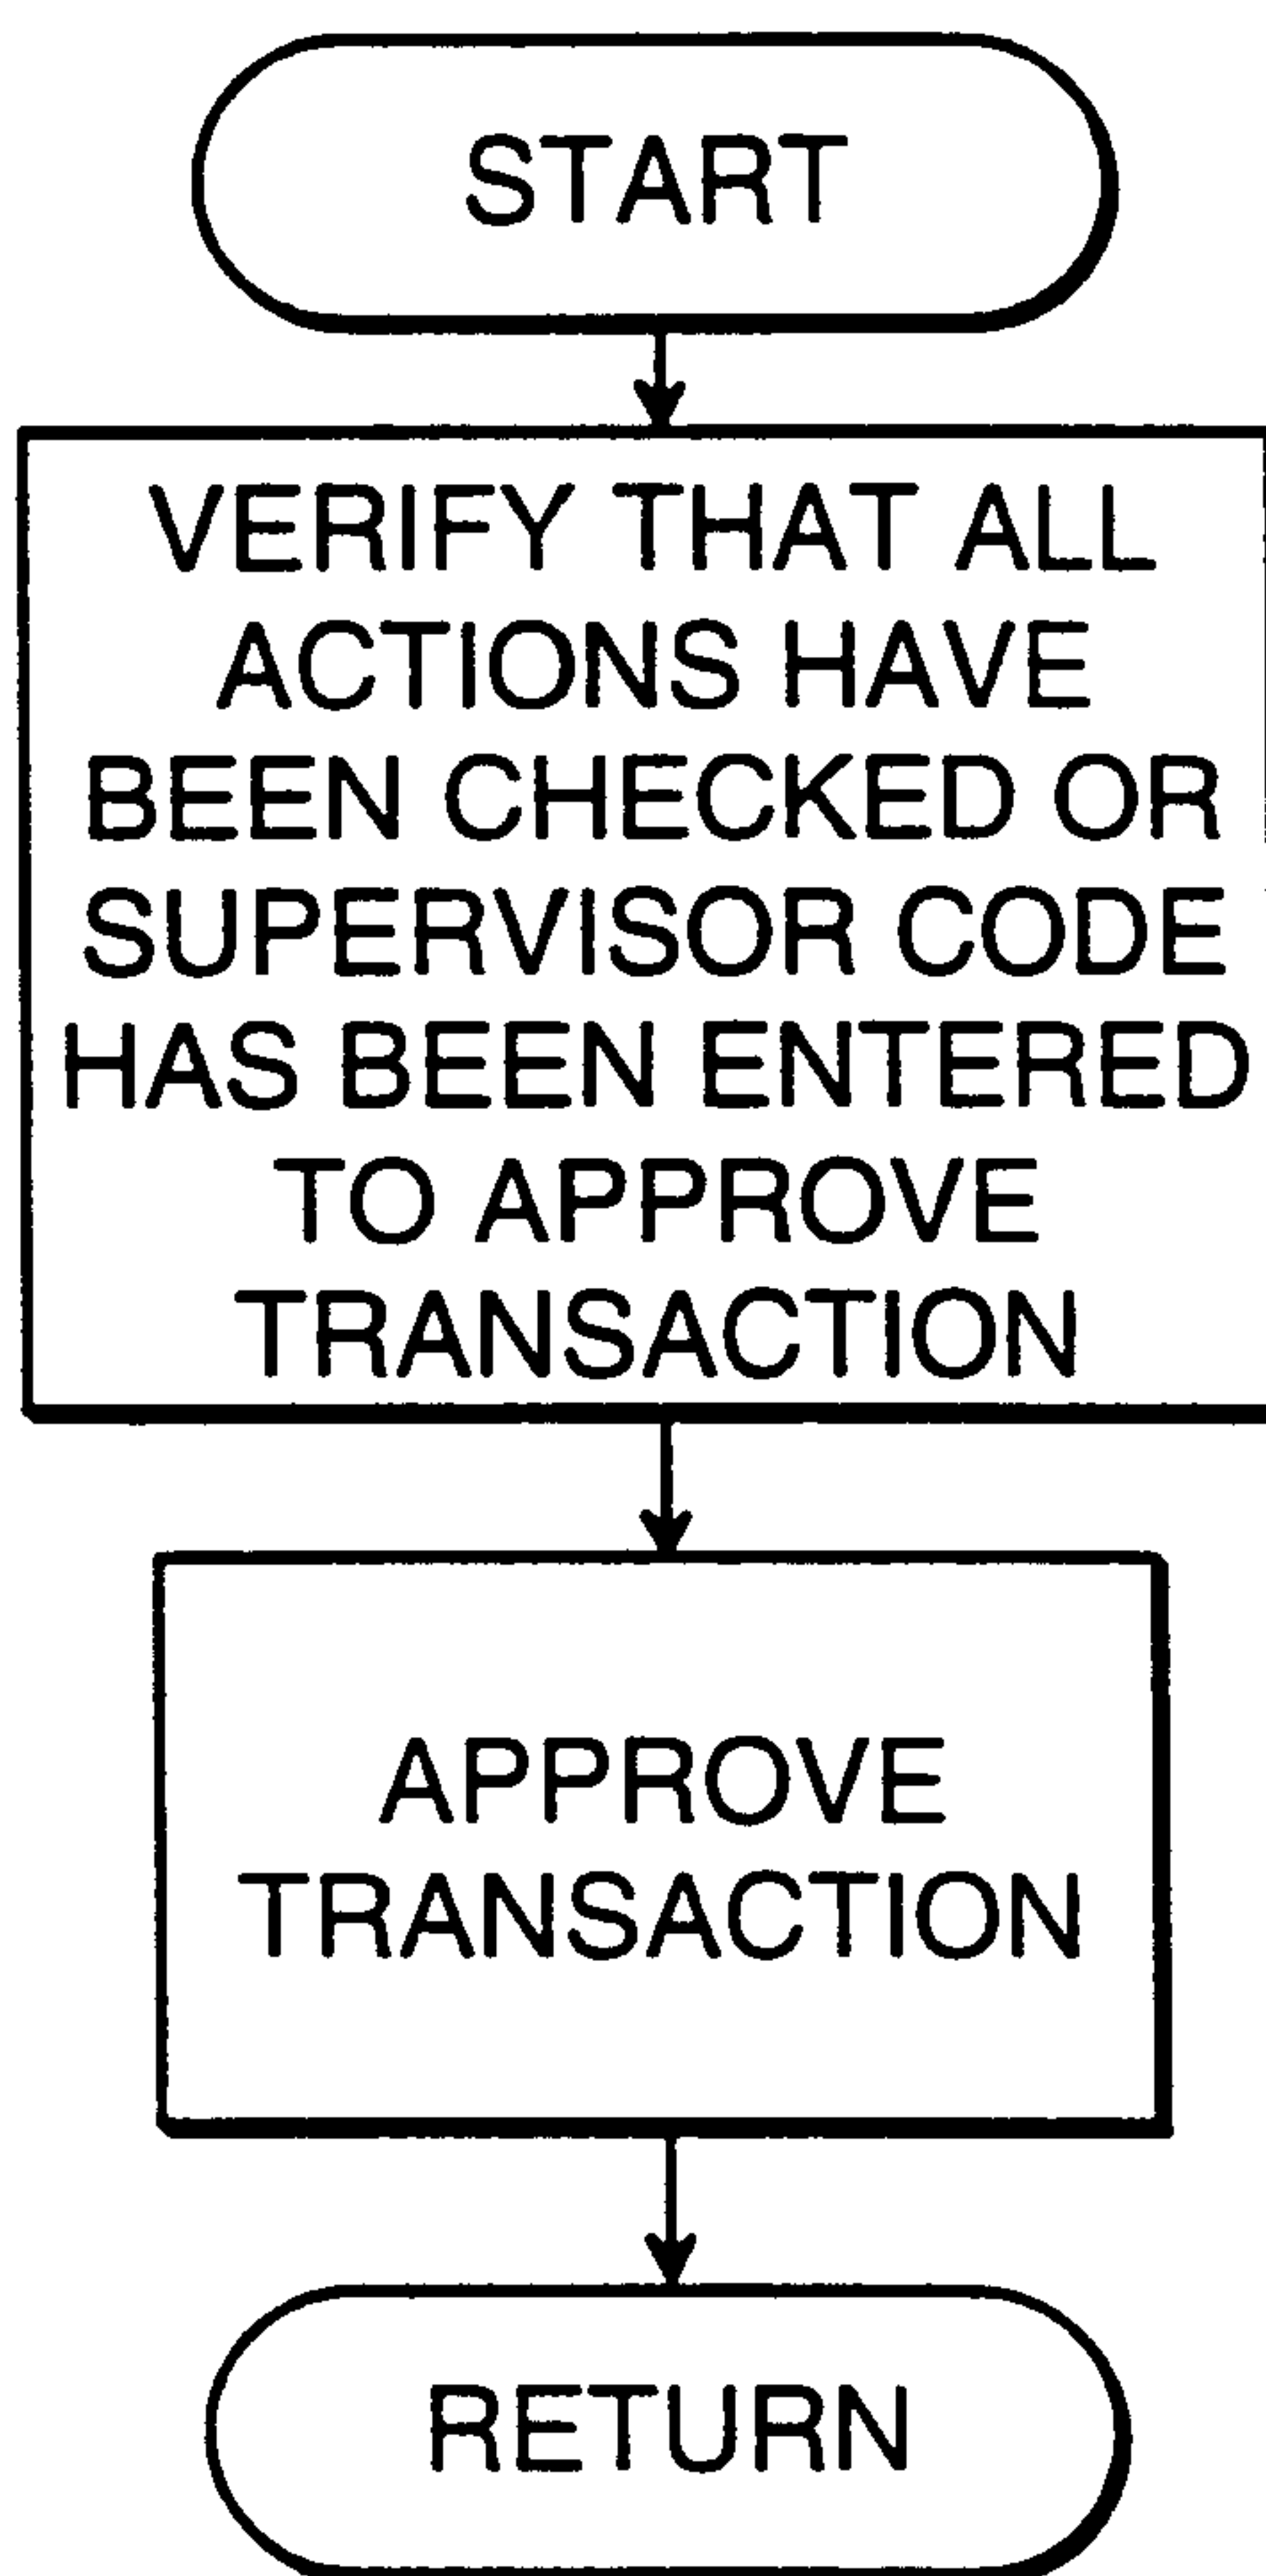 START
VERIFY THAT ALL
ACTIONS HAVE
BEEN CHECKED OR
SUPERVISOR CODE
HAS BEEN ENTERED
TO APPROVE
TRANSACTION
APPROVE
TRANSACTION
RETURN